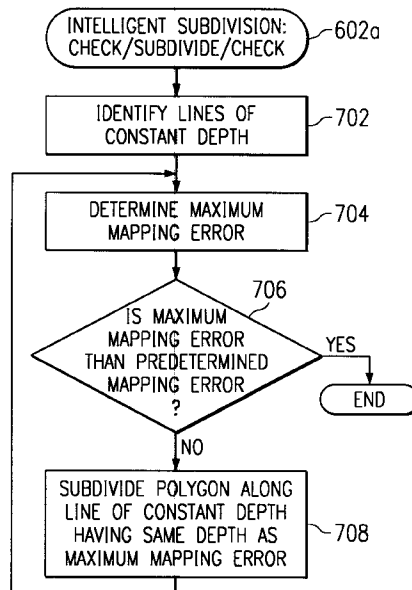 INTELLIGENT SUBDIVISION:
CHECK/SUBDIVIDE/CHECK
602a
IDENTIFY LINES OF
CONSTANT DEPTH
702
DETERMINE MAXIMUM
MAPPING ERROR
704
706
IS MAXIMUM
MAPPING ERROR
THAN PREDETERMINED
MAPPING ERROR
?
YES
END
NO
SUBDIVIDE POLYGON ALONG
LINE OF CONSTANT DEPTH
HAVING SAME DEPTH AS
MAXIMUM MAPPING ERROR
708